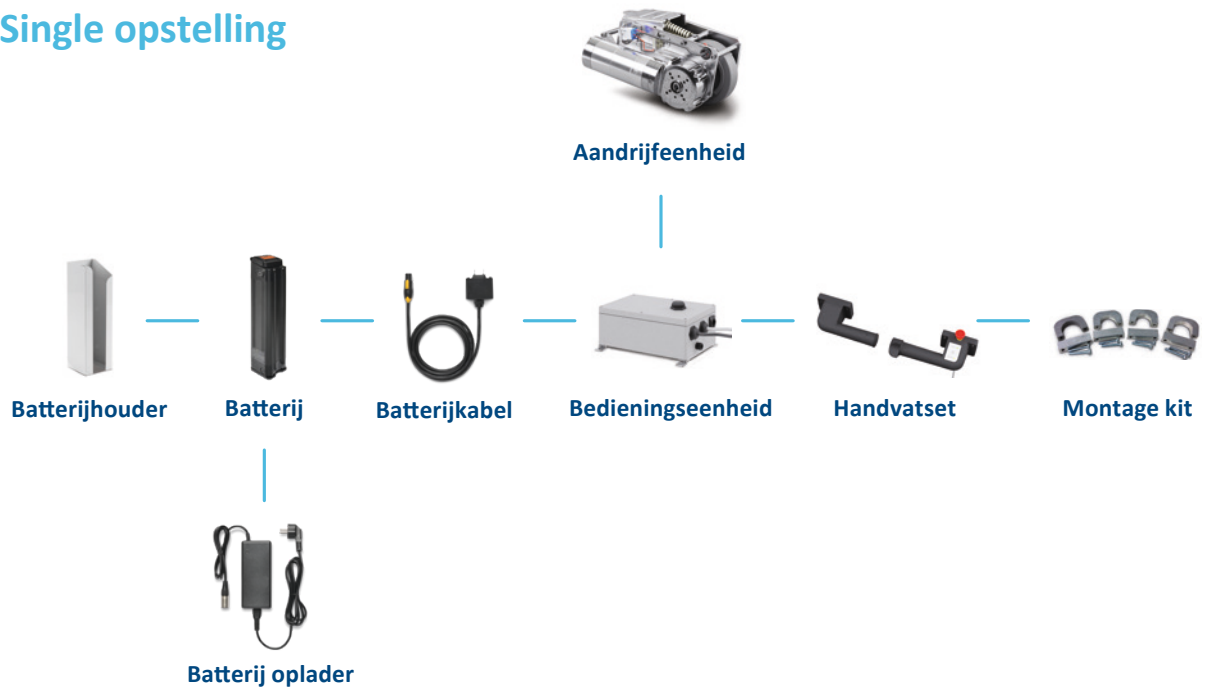 Single opstelling
Aandrijfeenheid
Batterijhouder
Batterij
Batterijkabel
Bedieningseenheid
Handvatset
Montage kit
Batterij oplader